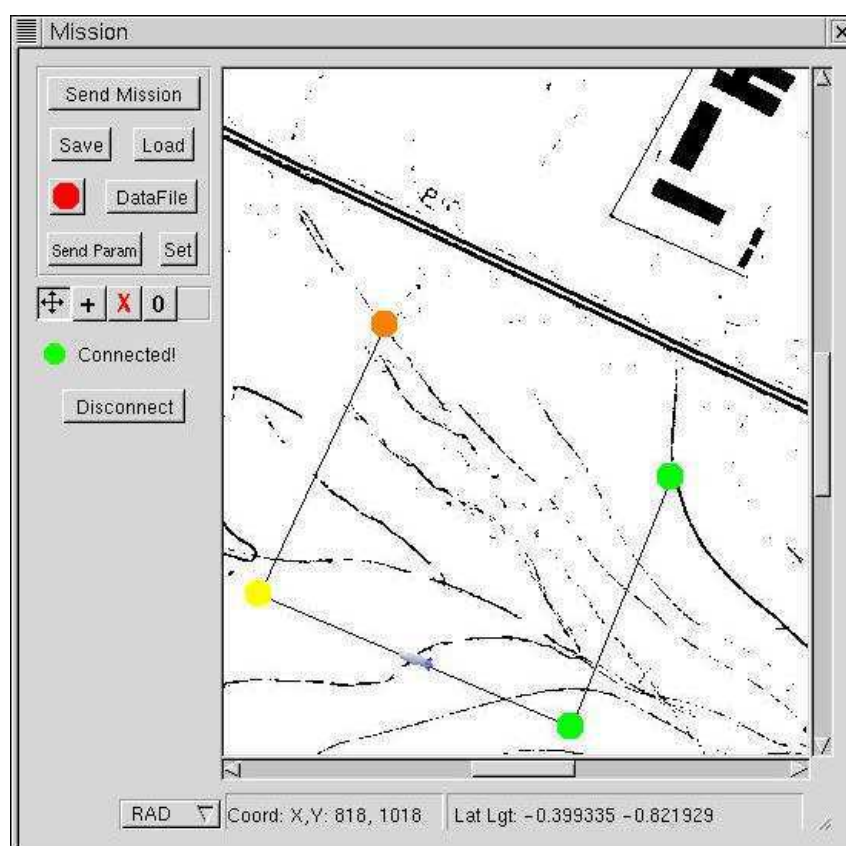 Mission
Send Mission
Save Load
DataFile
Send Param Set
+ X 0
Connected!
Disconnect
RAD Coord: X,Y: 818, 1018 Lat Lgt: -0.399335 -0.821929